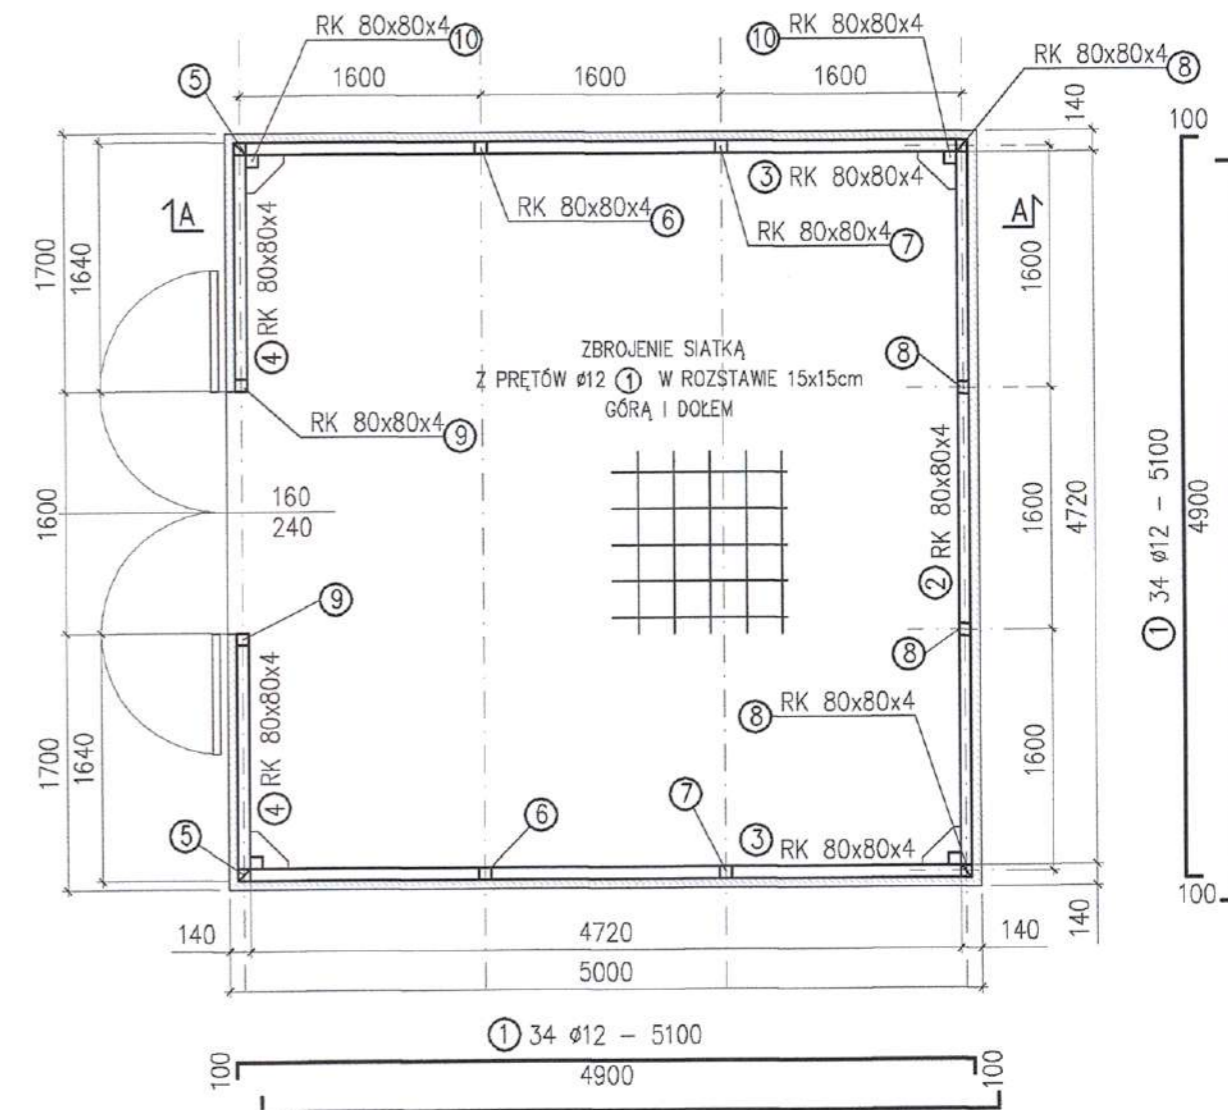 RK 80x80x4 10
10 RK 80x80x4
RK 80x80x4 8
5
1600 1600 1600
140
100
3 RK 80x80x4
A
A
RK 80x80x4 6
RK 80x80x4 7
1700
1640
4 RK 80x80x4
1600
ZBROJENIE SIATKĄ
Z PRĘTÓW ø12 1 W ROZSTAWIE 15x15cm
GÓRĄ I DOŁEM
8
RK 80x80x4 9
1600
160
240
2 RK 80x80x4
1600
4720
1 34 ø12 – 5100
4900
9
8
8 RK 80x80x4
1700
1640
4 RK 80x80x4
1600
5
6
7
3 RK 80x80x4
100
140
140 4720 140
5000
1 34 ø12 – 5100
100 4900 100